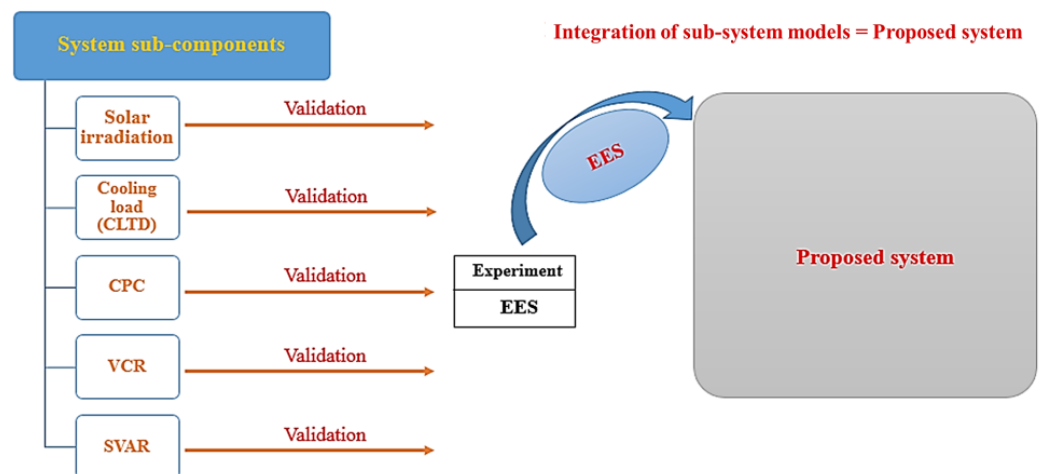 System sub-components
Integration of sub-system models = Proposed system
Solar
irradiation
Validation
Cooling
load
(CLTD)
Validation
CPC
Validation
VCR
Validation
SVAR
Validation
Experiment
EES
EES
Proposed system